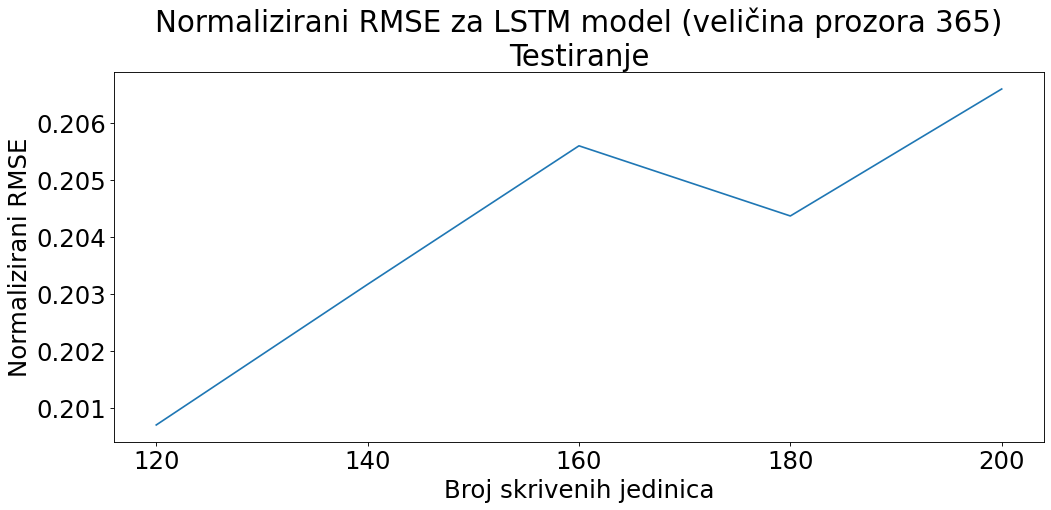 Normalizirani RMSE za LSTM model (veličina prozora 365)
Testiranje
Normalizirani RMSE
0.206
0.205
0.204
0.203
0.202
0.201
120 140 160 180 200
Broj skrivenih jedinica